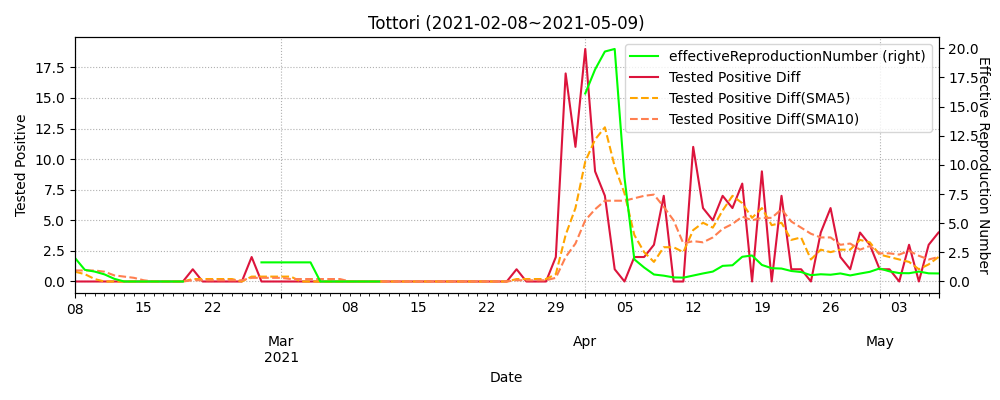 Tottori (2021-02-08~2021-05-09)
effectiveReproductionNumber (right)
Tested Positive Diff
Tested Positive Diff(SMA5)
Tested Positive Diff(SMA10)
Tested Positive
17.5
15.0
12.5
10.0
7.5
5.0
2.5
0.0
20.0
17.5
15.0
12.5
10.0
7.5
5.0
2.5
0.0
Effective Reproduction Number
08 15 22 08 15 22 29 05 12 19 26 03
Mar Apr May
2021
Date